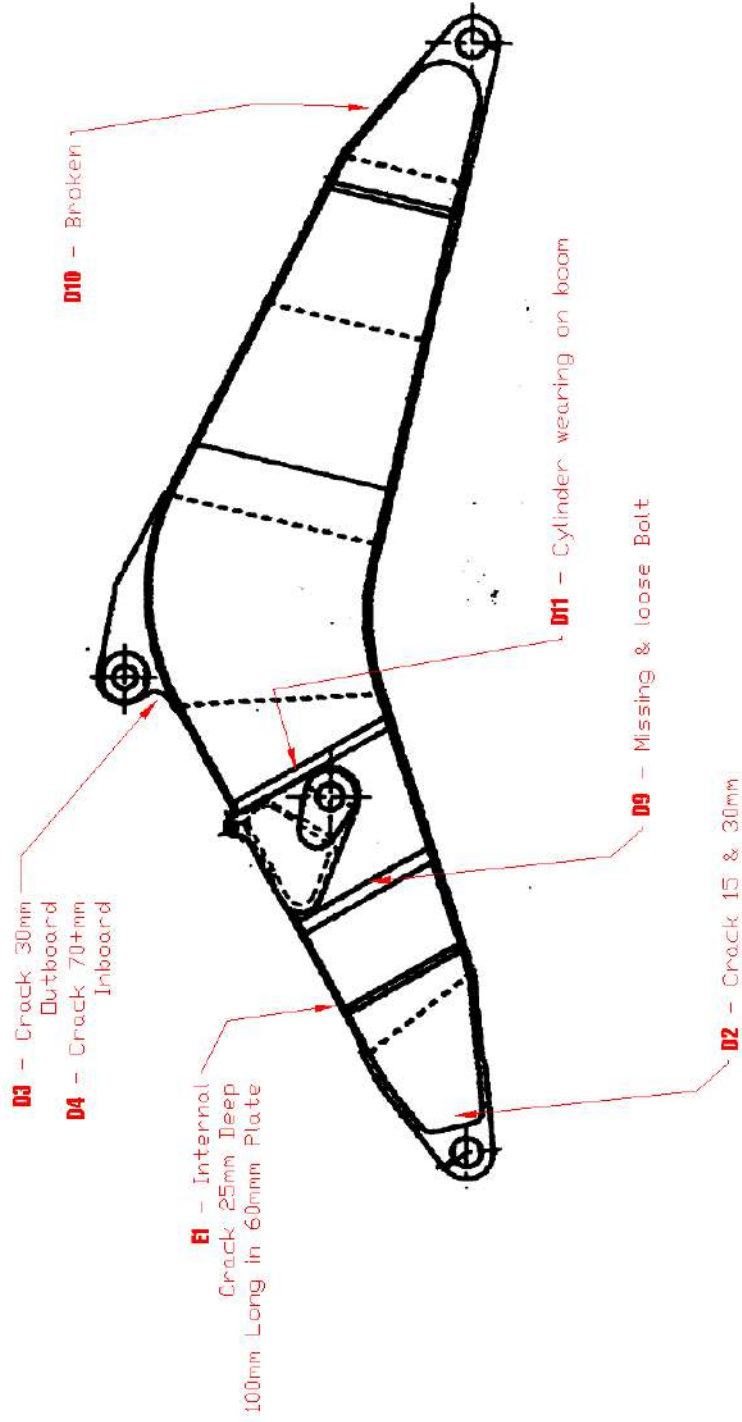 D3 - Crack 30mm
Outboard
D4 - Crack 70+mm
Inboard
E1 - Internal
Crack 25mm Deep
100mm Long in 60mmm Plate
D10 - Broken
D11 - Cylinder wearing on boom
D9 - Missing & loose Bolt
D2 - Crack 15 & 30mm